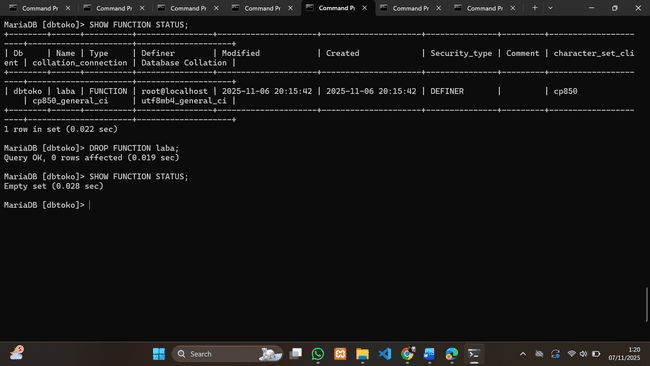 Command Pr
Command Pr
Command Pr
Command Pr
Command Pr
Command Pr
Command Pr
MariaDB [dbtoko]> SHOW FUNCTION STATUS;
+--------+------+----------+----------------+---------------------+---------------------+---------------+---------+------------------
----+----------------------+--------------------+
| Db     | Name | Type     | Definer        | Modified            | Created             | Security_type | Comment | character_set_cli
ent | collation_connection | Database Collation |
+--------+------+----------+----------------+---------------------+---------------------+---------------+---------+------------------
----+----------------------+--------------------+
| dbtoko | laba | FUNCTION | root@localhost | 2025-11-06 20:15:42 | 2025-11-06 20:15:42 | DEFINER       |         | cp850
    | cp850_general_ci     | utf8mb4_general_ci |
+--------+------+----------+----------------+---------------------+---------------------+---------------+---------+------------------
----+----------------------+--------------------+
1 row in set (0.022 sec)
MariaDB [dbtoko]> DROP FUNCTION laba;
Query OK, 0 rows affected (0.019 sec)
MariaDB [dbtoko]> SHOW FUNCTION STATUS;
Empty set (0.028 sec)
MariaDB [dbtoko]>
Search
1:20
07/11/2025